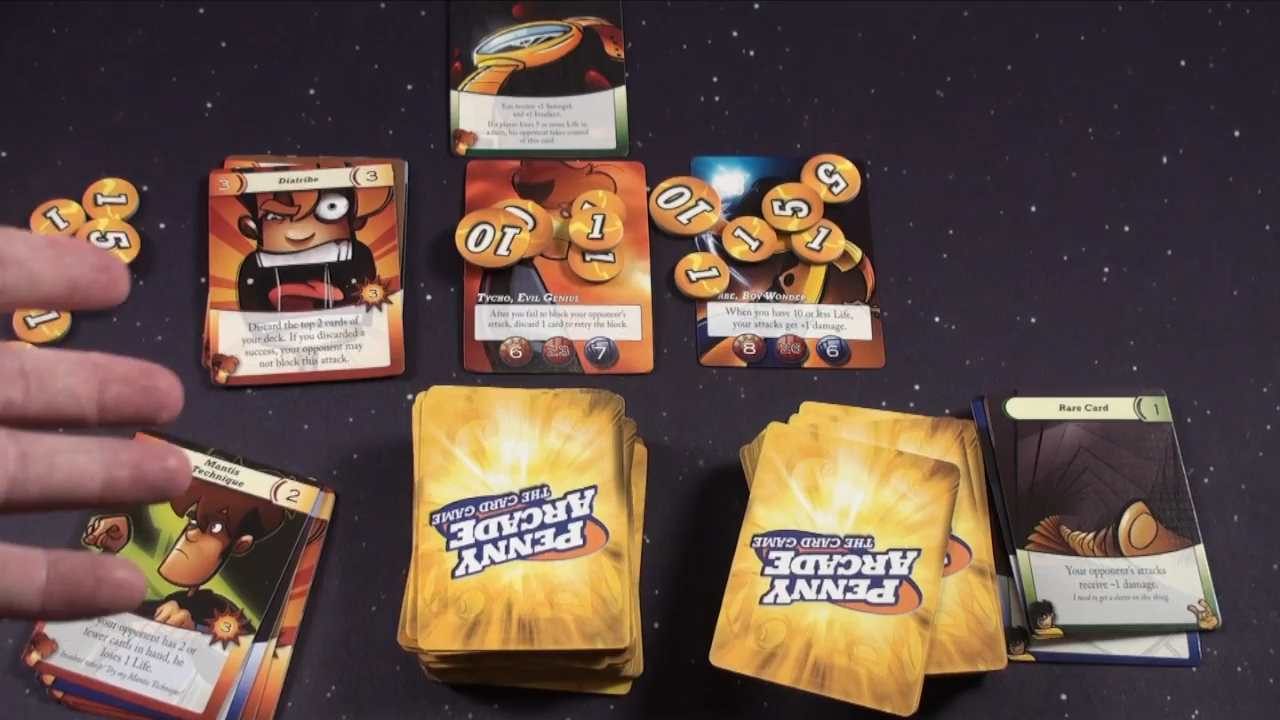 You receive +1 Strength
and +1 Intellect.
If a player loses 5 or more Life in
a turn, his opponent takes control
of this card
3
Diatribe
3
3
Discard the top 2 cards of
your deck. If you discarded a
success, your opponent may
not block this attack.
1
1
5
1
10
1
1
Tycho, Evil Genius
After you fail to block your opponent's
attack, discard 1 card to retry the block.
6
7
10
5
5
1
1
1
abe, Boy Wonder
When you have 10 or less Life,
your attacks get +1 damage.
8
26
6
Mantis
Technique
2
3
your opponent has 2 or
fewer cards in hand, he
loses 1 Life.
Try my Mantis Technique
PENNY
ARCADE
THE CARD GAME
PENNY
ARCADE
THE CARD GAME
Rare Card
1
Your opponent's attacks
receive -1 damage.
I need to get a sleeve on this thing.